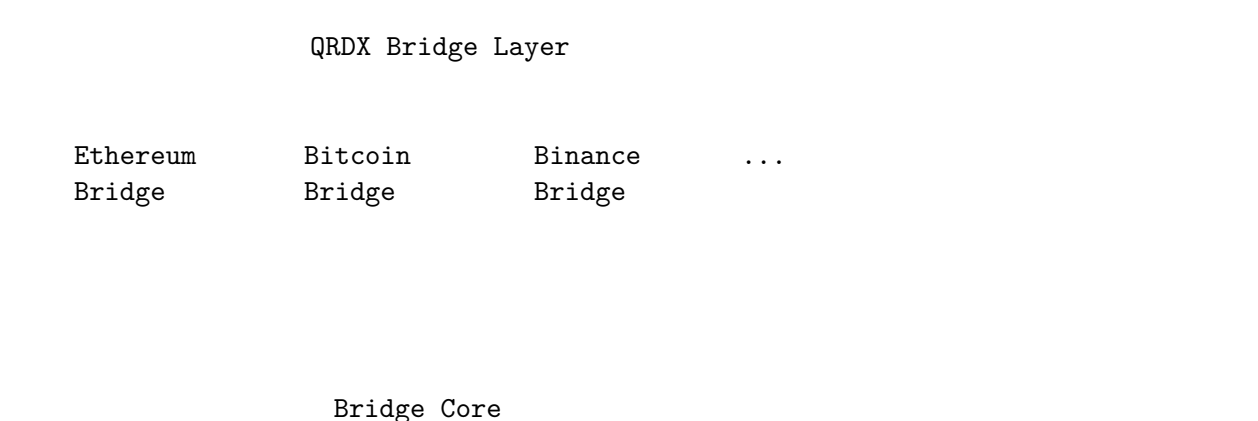 QRDX Bridge Layer
Ethereum Bitcoin Binance ...
Bridge Bridge Bridge
Bridge Core